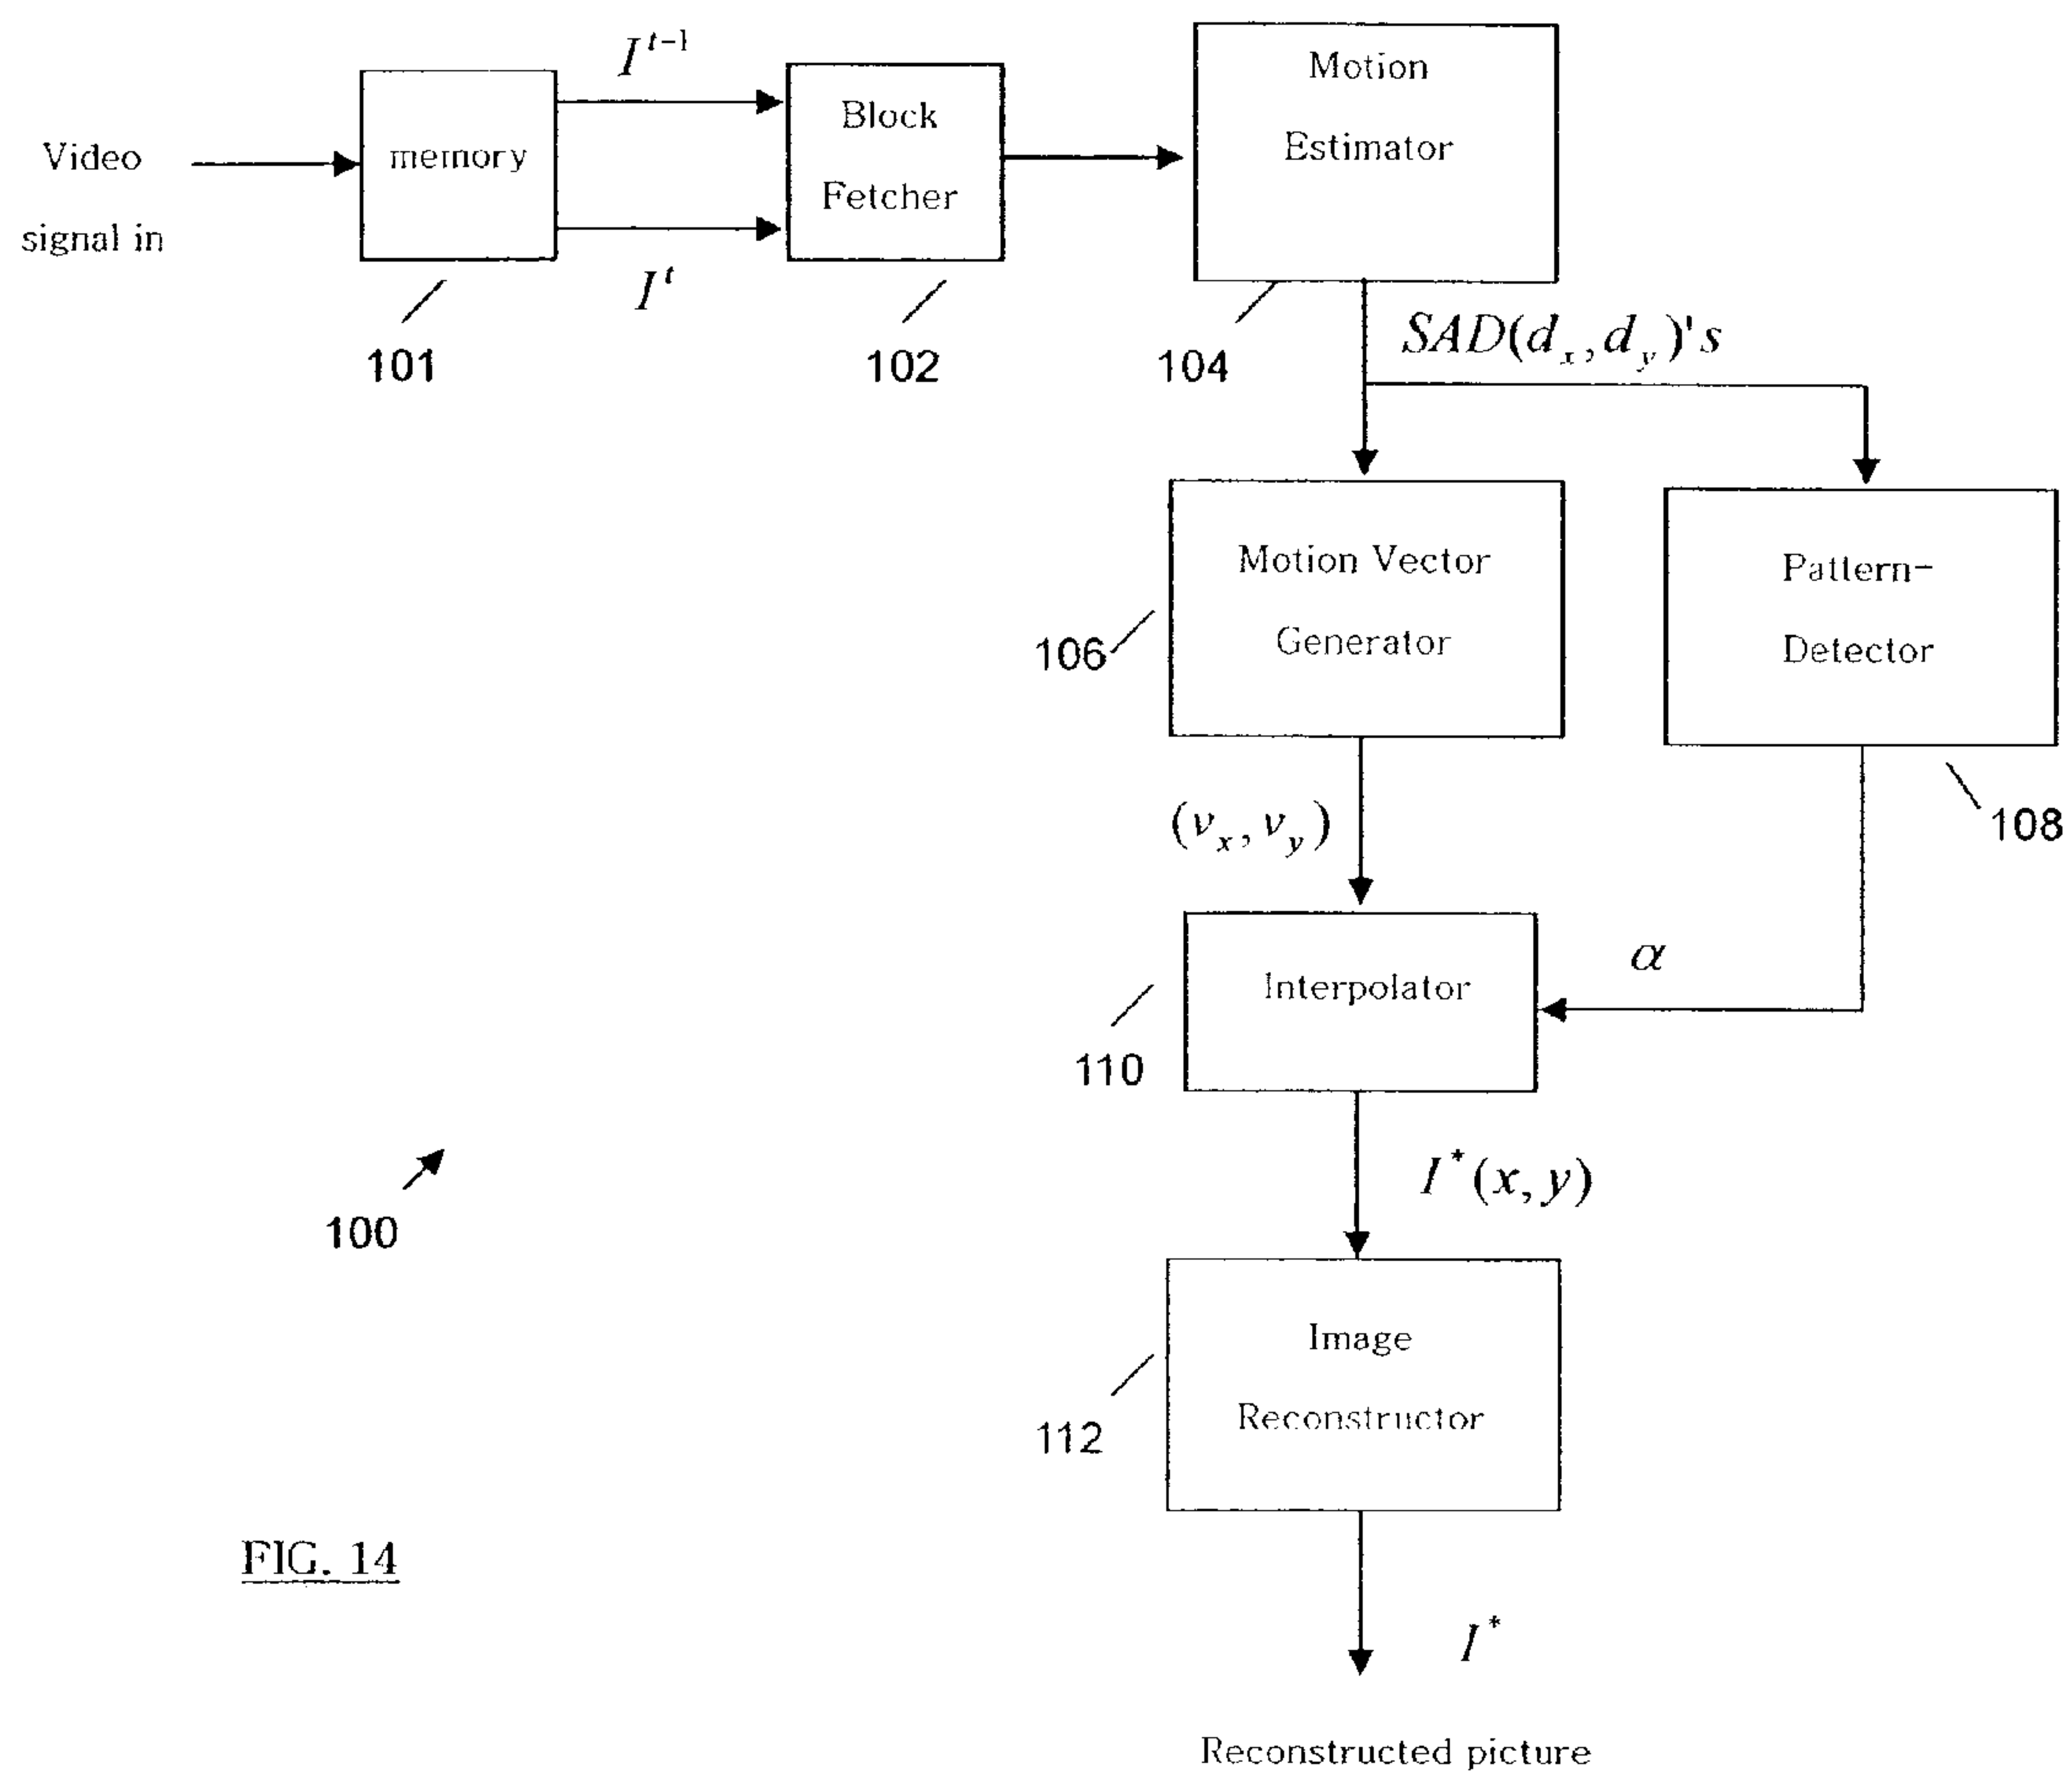 Video
signal in
memory
101
I^{t-1}
I^t
Block
Fetcher
102
Motion
Estimator
104
SAD(d_x, d_y)'s
Motion Vector
Generator
106
Pattern-
Detector
108
(v_x, v_y)
α
Interpolator
110
I^*(x, y)
100
Image
Reconstructor
112
FIG. 14
I^*
Reconstructed picture